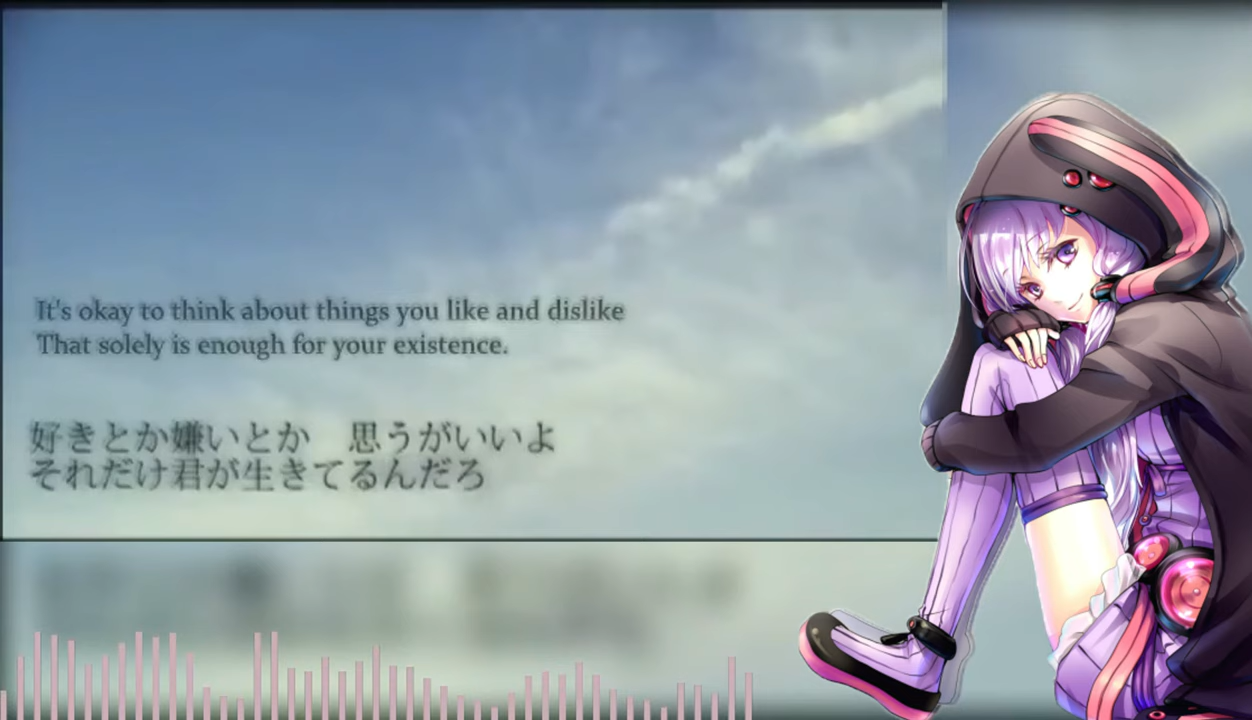 It's okay to think about things you like and dislike
That solely is enough for your existence.
好きとか嫌いとか　思うがいいよ
それだけ君が生きてるんだろ